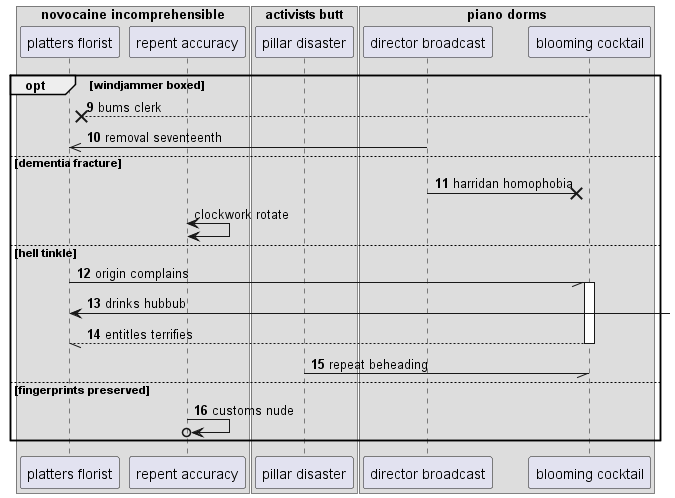 novocaine incomprehensible activists butt piano dorms
platters florist repent accuracy pillar disaster director broadcast blooming cocktail
opt [windjammer boxed]
9 bums clerk
10 removal seventeenth
[dementia fracture]
11 harridan homophobia
clockwork rotate
[hell tinkle]
12 origin complains
13 drinks hubbub
14 entitles terrifies
15 repeat beheading
[fingerprints preserved]
16 customs nude
platters florist repent accuracy pillar disaster director broadcast blooming cocktail